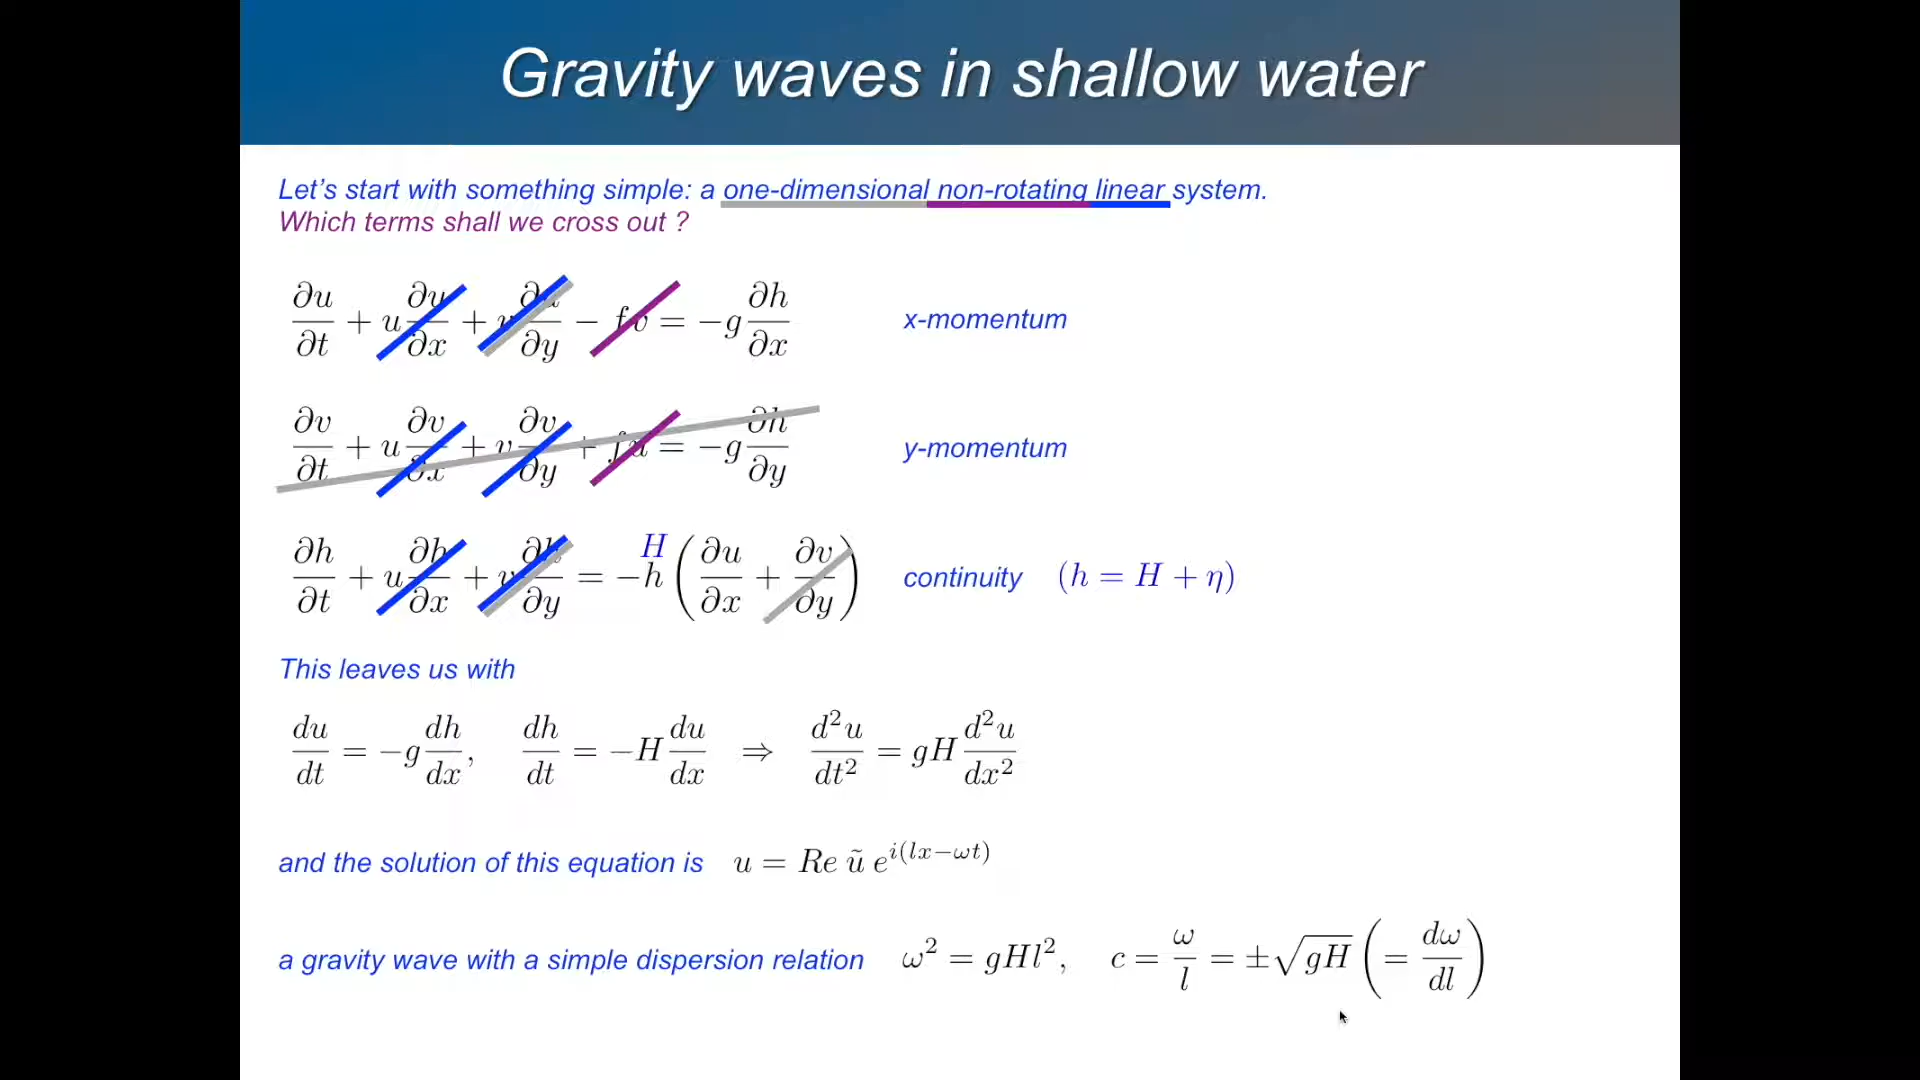 Gravity waves in shallow water
Let's start with something simple: a one-dimensional non-rotating linear system.
Which terms shall we cross out ?
∂u/∂t + u ∂u/∂x + v ∂u/∂y − fv = −g ∂h/∂x x-momentum
∂v/∂t + u ∂v/∂x + v ∂v/∂y + fu = −g ∂h/∂y y-momentum
H
∂h/∂t + u ∂h/∂x + v ∂h/∂y = −h (∂u/∂x + ∂v/∂y) continuity (h = H + η)
This leaves us with
du/dt = −g dh/dx, dh/dt = −H du/dx ⇒ d²u/dt² = gH d²u/dx²
and the solution of this equation is u = Re ũ e^{i(lx−ωt)}
a gravity wave with a simple dispersion relation ω² = gHl², c = ω/l = ±√gH (= dω/dl)